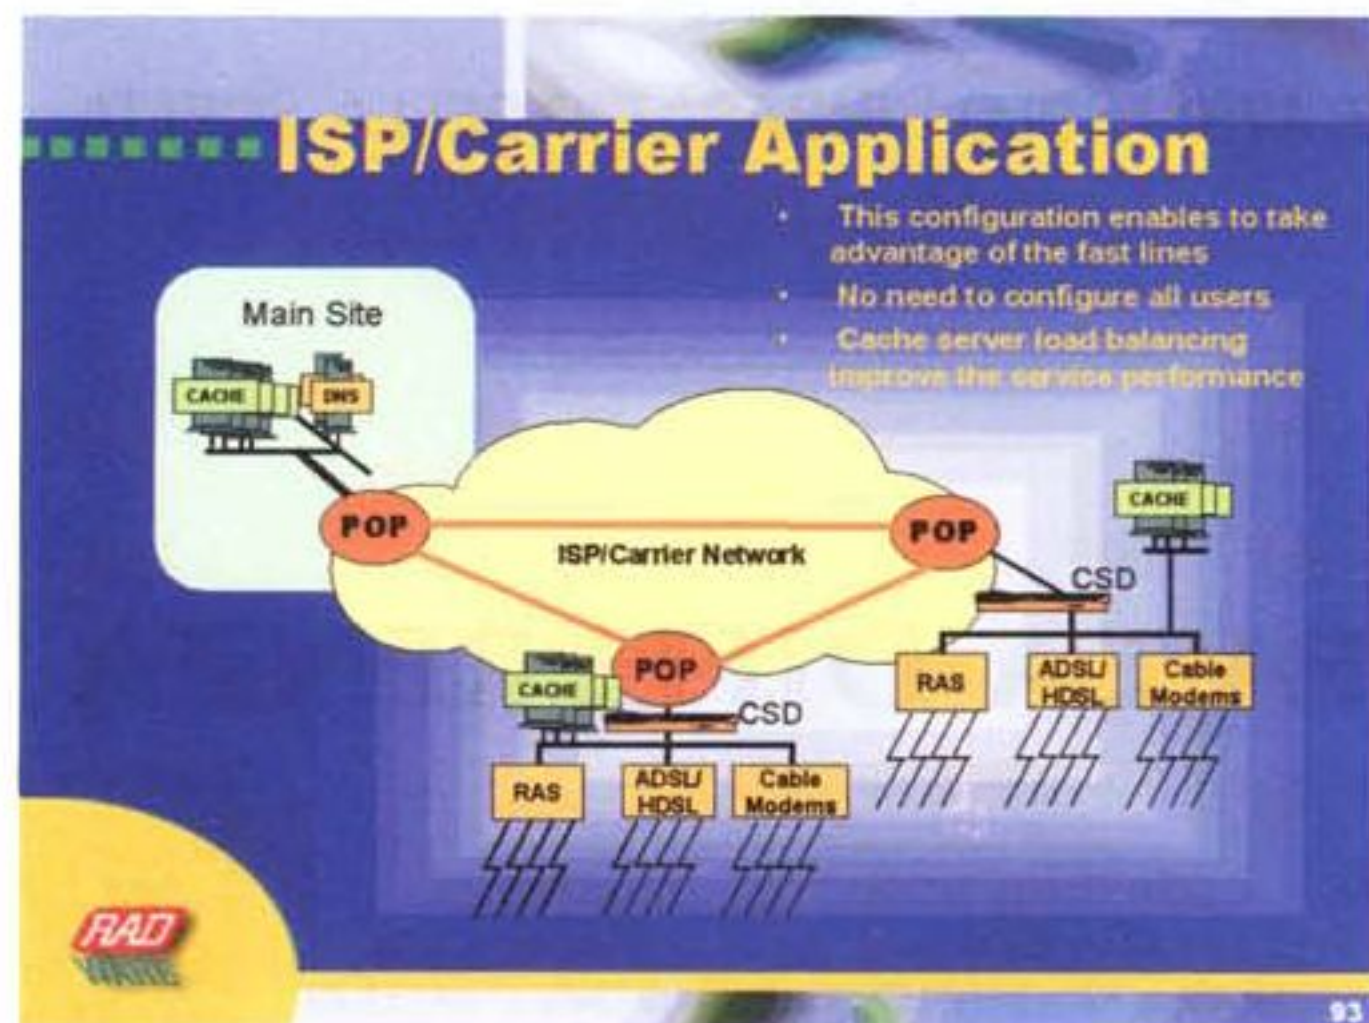 ISP/Carrier Application
• This configuration enables to take
advantage of the fast lines
• No need to configure all users
• Cache server load balancing
improve the service performance
Main Site
CACHE
DNS
POP
POP
ISP/Carrier Network
CACHE
CSD
POP
CACHE
CSD
RAS
ADSL/
HDSL
Cable
Modems
RAS
ADSL/
HDSL
Cable
Modems
RAD
WARE
93